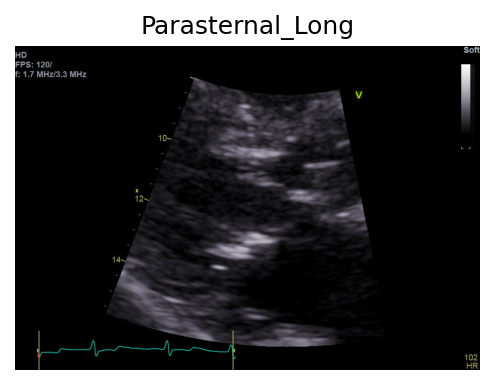 Parasternal_Long
HD
Soft
FPS: 120/
f: 1.7 MHz/3.3 MHz
V
10
x
12
14
102
HR